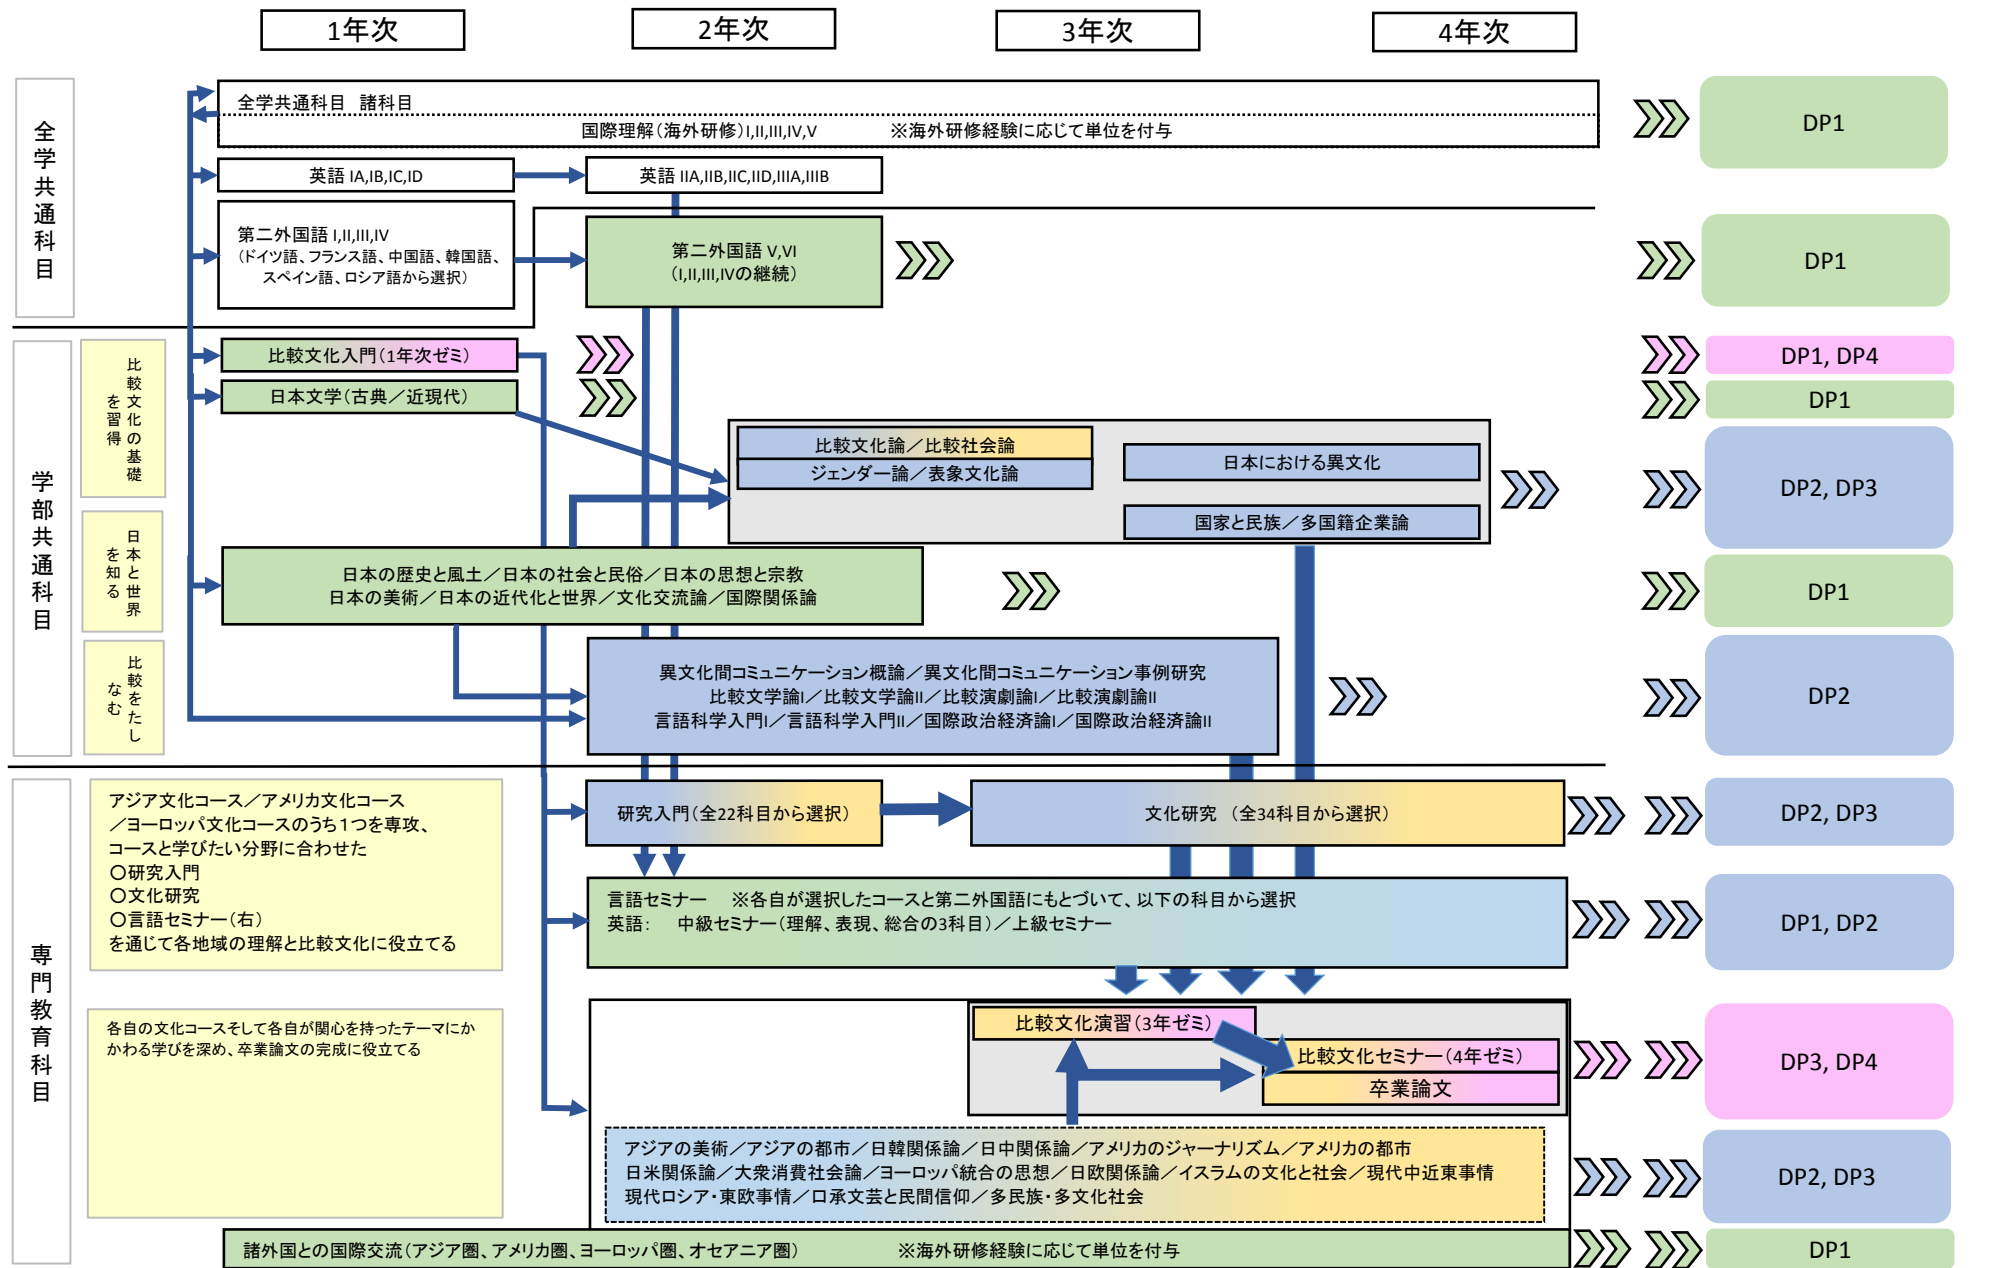 1年次
2年次
3年次
4年次
全学共通科目
全学共通科目 諸科目
国際理解（海外研修）I,II,III,IV,V ※海外研修経験に応じて単位を付与
DP1
英語 IA,IB,IC,ID
英語 IIA,IIB,IIC,IID,IIIA,IIIB
第二外国語 I,II,III,IV
（ドイツ語、フランス語、中国語、韓国語、
スペイン語、ロシア語から選択）
第二外国語 V,VI
（I,II,III,IVの継続）
DP1
学部共通科目
比較文化の基礎
を習得
比較文化入門（1年次ゼミ）
DP1, DP4
日本文学（古典／近現代）
DP1
比較文化論／比較社会論
ジェンダー論／表象文化論
日本における異文化
国家と民族／多国籍企業論
DP2, DP3
日本と世界
を知る
日本の歴史と風土／日本の社会と民俗／日本の思想と宗教
日本の美術／日本の近代化と世界／文化交流論／国際関係論
DP1
比較をたし
なむ
異文化間コミュニケーション概論／異文化間コミュニケーション事例研究
比較文学論I／比較文学論II／比較演劇論I／比較演劇論II
言語科学入門I／言語科学入門II／国際政治経済論I／国際政治経済論II
DP2
専門教育科目
アジア文化コース／アメリカ文化コース
／ヨーロッパ文化コースのうち１つを専攻、
コースと学びたい分野に合わせた
〇研究入門
〇文化研究
〇言語セミナー（右）
を通じて各地域の理解と比較文化に役立てる
研究入門（全22科目から選択）
文化研究 （全34科目から選択）
DP2, DP3
言語セミナー ※各自が選択したコースと第二外国語にもとづいて、以下の科目から選択
英語： 中級セミナー（理解、表現、総合の3科目）／上級セミナー
DP1, DP2
各自の文化コースそして各自が関心を持ったテーマにか
かわる学びを深め、卒業論文の完成に役立てる
比較文化演習（3年ゼミ）
比較文化セミナー（4年ゼミ）
卒業論文
DP3, DP4
アジアの美術／アジアの都市／日韓関係論／日中関係論／アメリカのジャーナリズム／アメリカの都市
日米関係論／大衆消費社会論／ヨーロッパ統合の思想／日欧関係論／イスラムの文化と社会／現代中近東事情
現代ロシア・東欧事情／口承文芸と民間信仰／多民族・多文化社会
DP2, DP3
諸外国との国際交流（アジア圏、アメリカ圏、ヨーロッパ圏、オセアニア圏） ※海外研修経験に応じて単位を付与
DP1